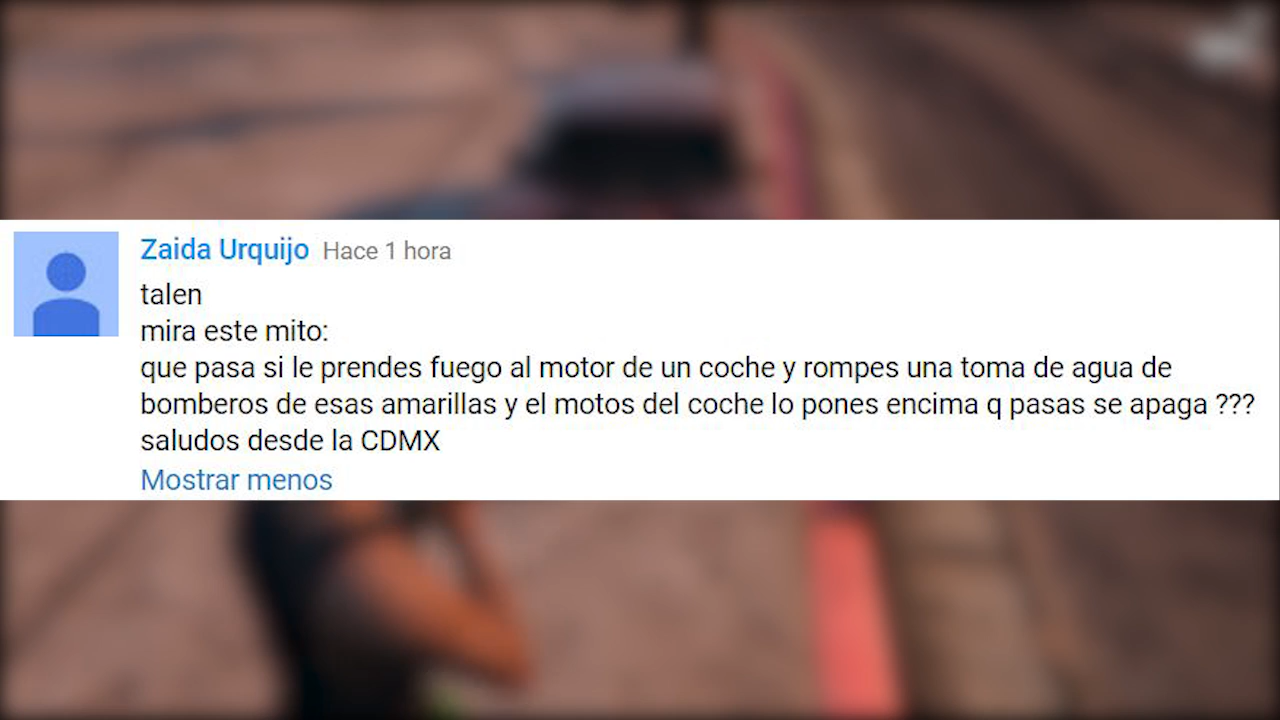 Zaida Urquijo Hace 1 hora
talen
mira este mito:
que pasa si le prendes fuego al motor de un coche y rompes una toma de agua de
bomberos de esas amarillas y el motos del coche lo pones encima q pasas se apaga ???
saludos desde la CDMX
Mostrar menos